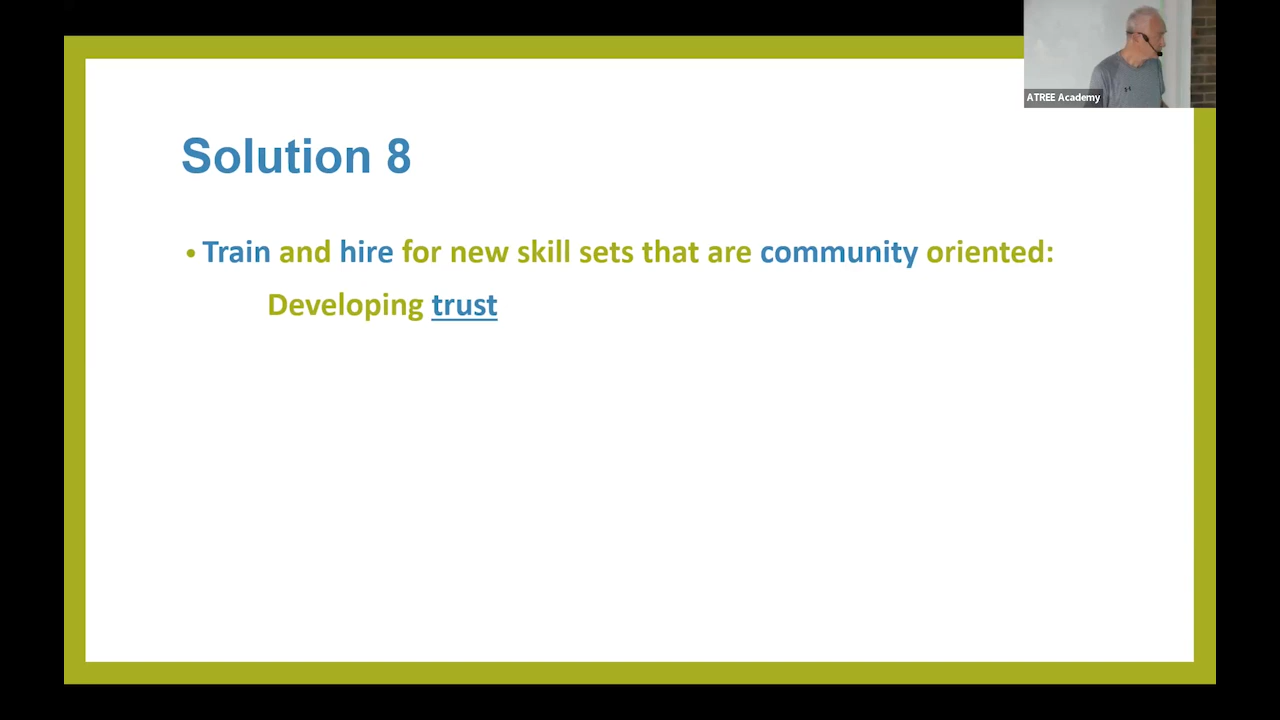 ATREE Academy
Solution 8
• Train and hire for new skill sets that are community oriented:
Developing trust